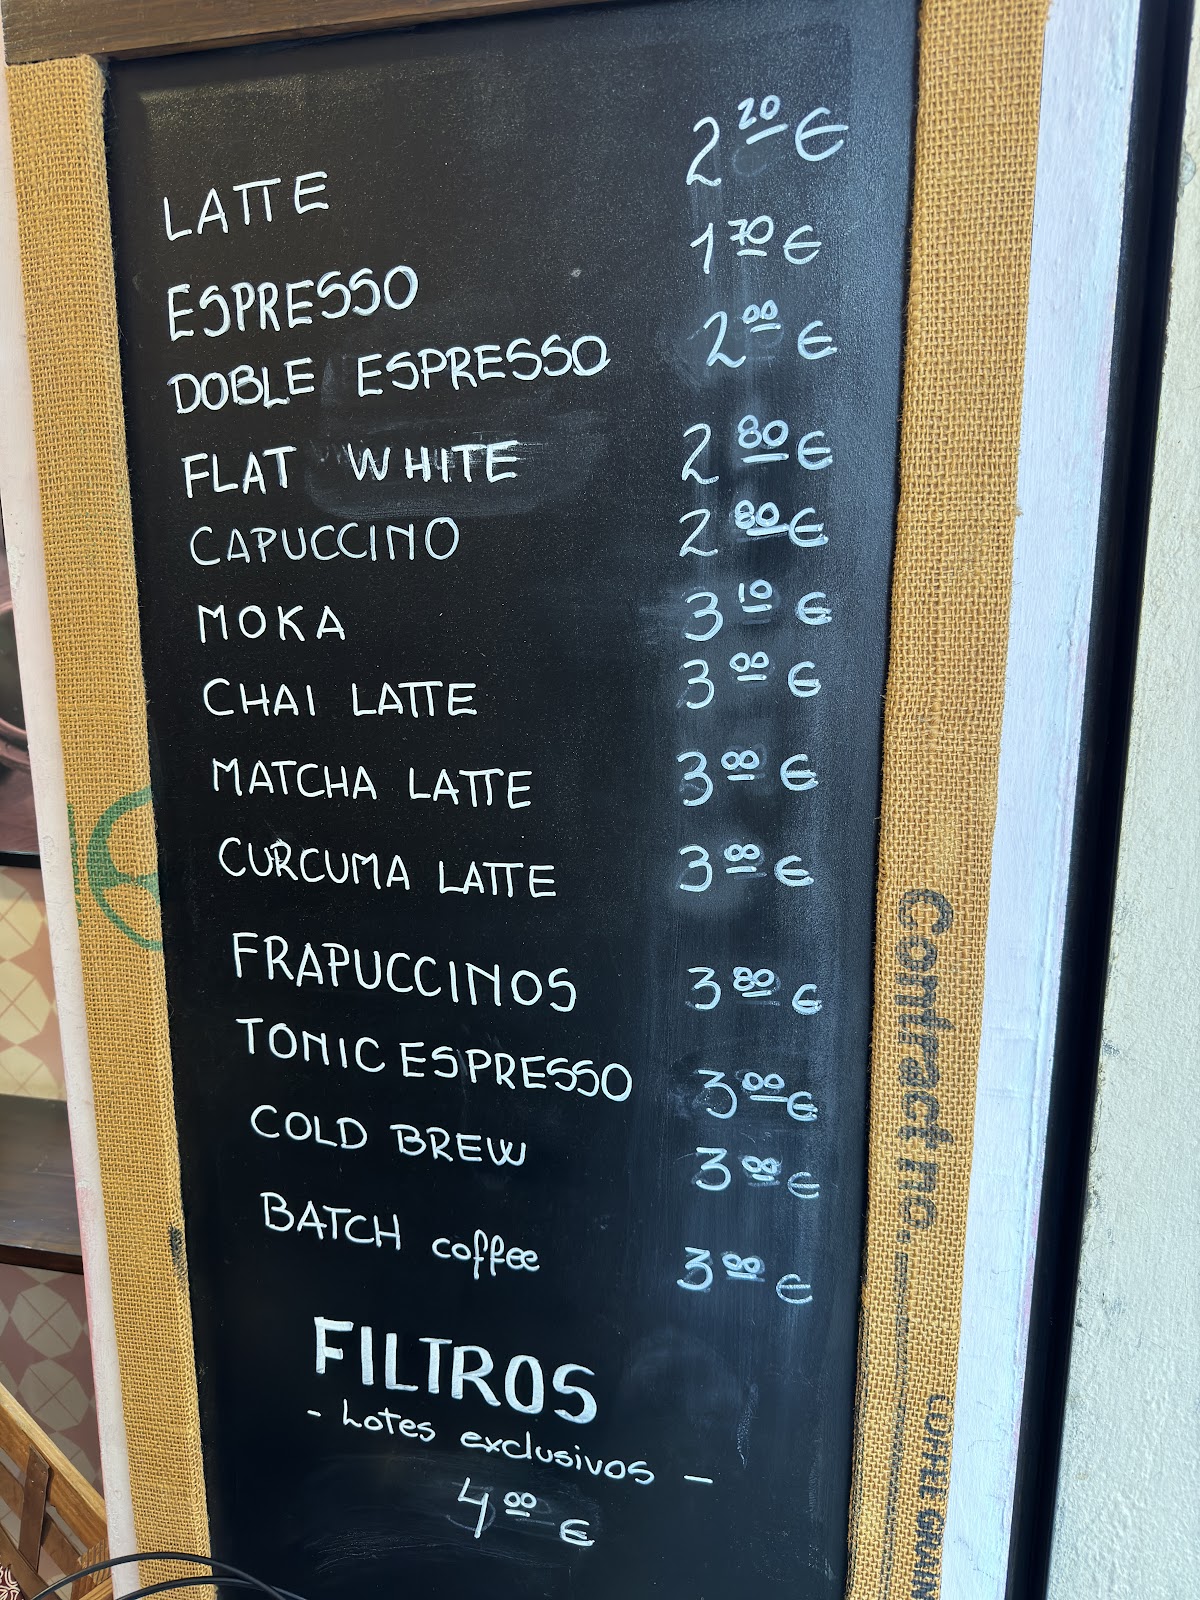 LATTE 2 20 €
ESPRESSO 1 70 €
DOBLE ESPRESSO 2 00 €
FLAT WHITE 2 80 €
CAPUCCINO 2 80 €
MOKA 3 10 €
CHAI LATTE 3 00 €
MATCHA LATTE 3 00 €
CURCUMA LATTE 3 00 €
FRAPUCCINOS 3 80 €
TONIC ESPRESSO 3 00 €
COLD BREW 3 00 €
BATCH coffee 3 00 €
FILTROS
- Lotes exclusivos -
4 00 €
Contract no.
COFFEE GRAIN